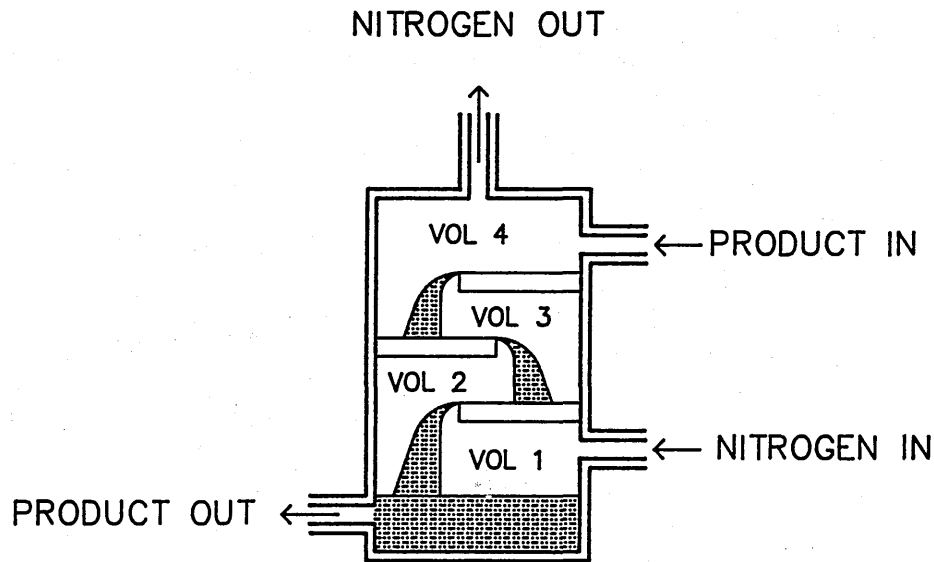 NITROGEN OUT
VOL 4
PRODUCT IN
VOL 3
VOL 2
VOL 1
NITROGEN IN
PRODUCT OUT